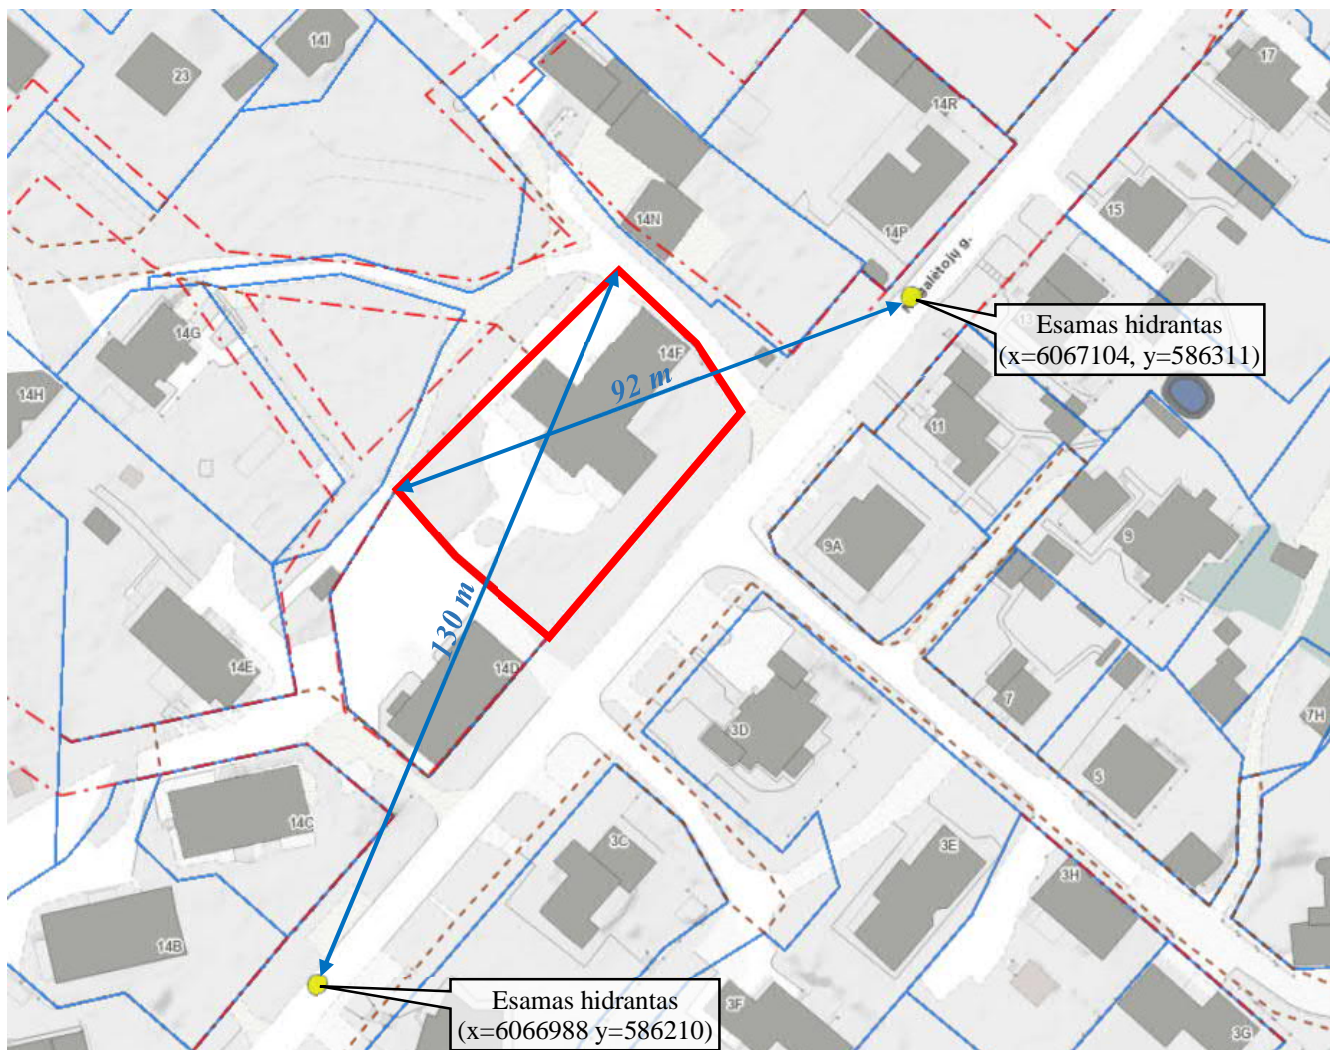 14I
23
17
14R
14N
14P
15
g.
14G
14F
13
Esamas hidrantas
(x=6067104, y=586311)
14H
92 m
11
9A
9
130 m
14E
14D
7
7H
3D
5
14C
3C
3E
3H
14B
Esamas hidrantas
(x=6066988 y=586210)
3F
3G